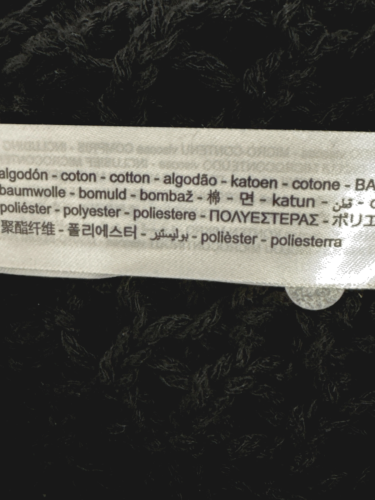 algodón - coton - cotton - algodão - katoen - cotone - BA
baumwolle - bomuld - bombaž - 棉 - 면 - katun - قطن -
poliéster - polyester - poliestere - ΠΟΛΥΕΣΤΕΡΑΣ - ポリエ
聚酯纤维 - 폴리에스터 - بوليستير - polièster - poliesterra